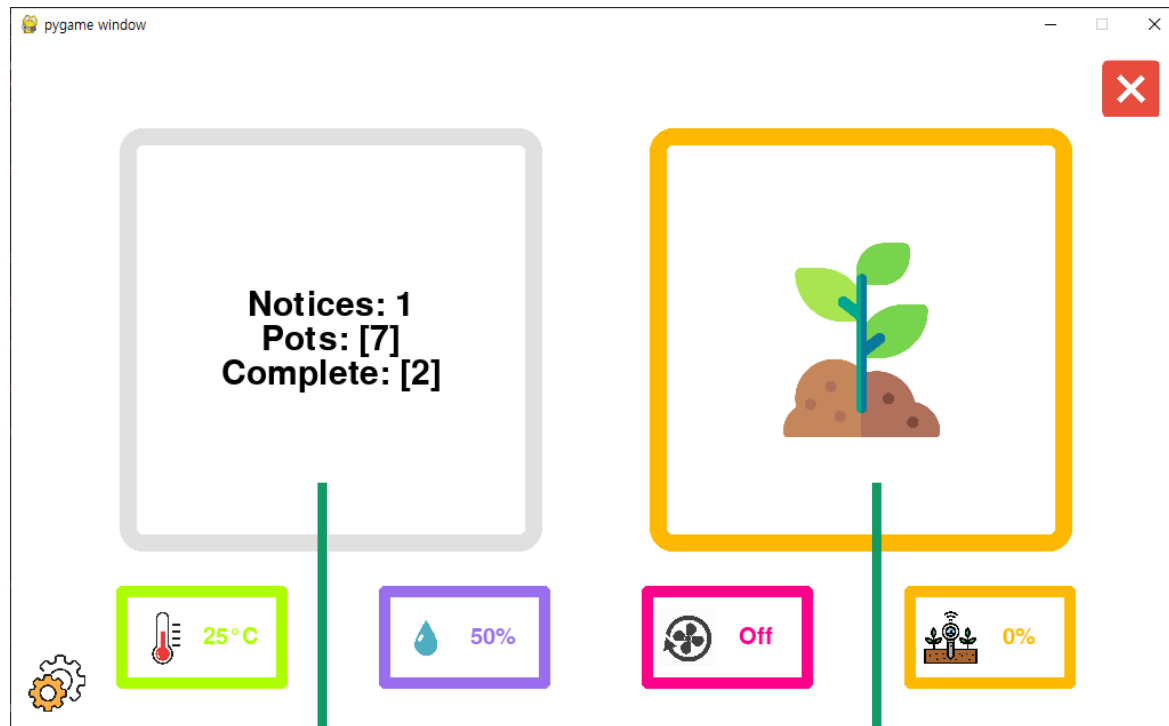 pygame window
Notices: 1
Pots: [7]
Complete: [2]
25°C
50%
Off
0%